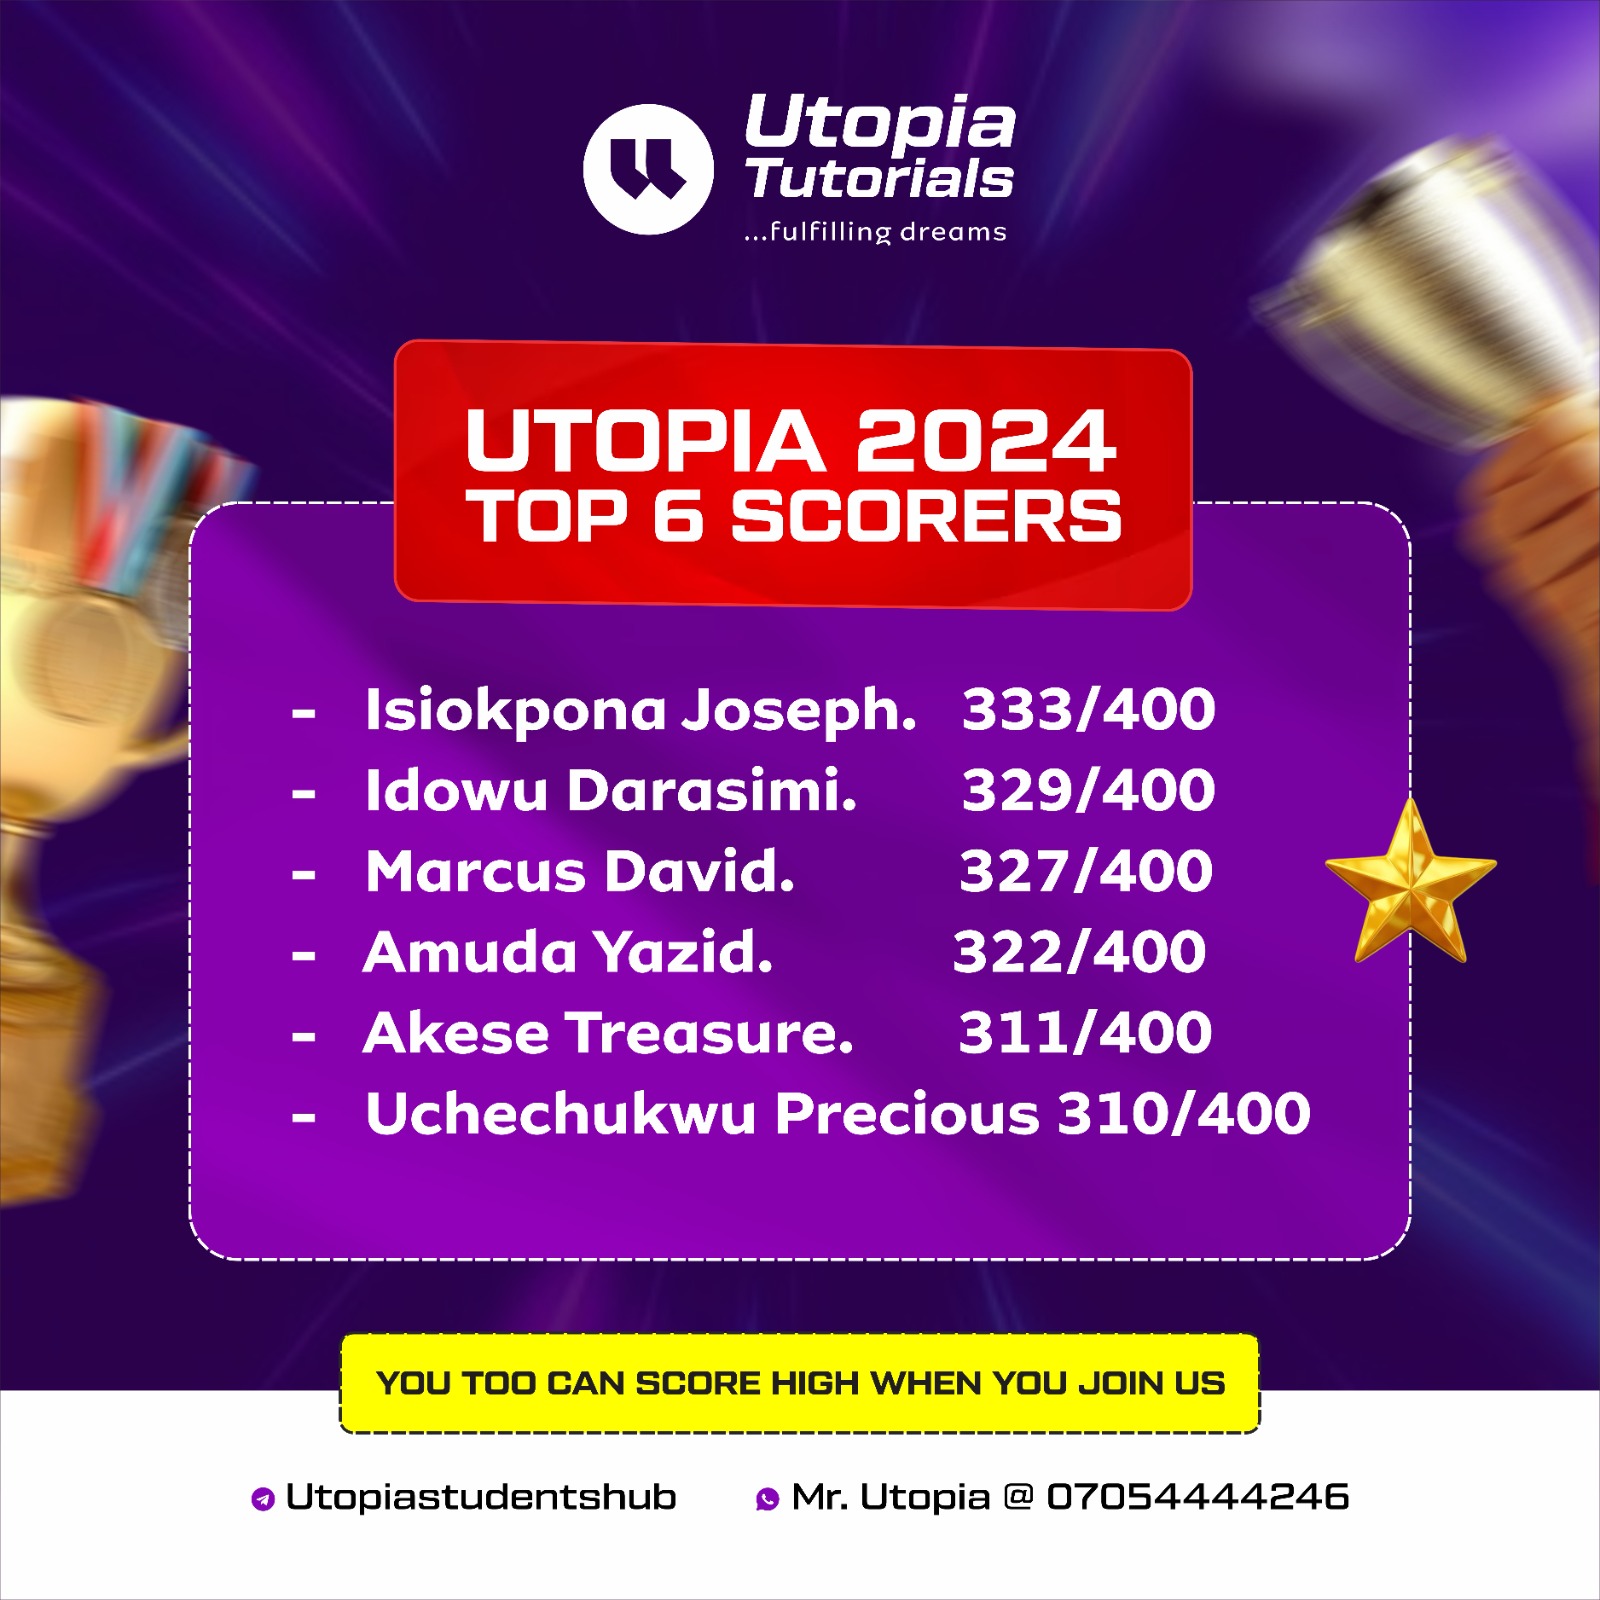 Utopia
Tutorials
...fulfilling dreams
UTOPIA 2024
TOP 6 SCORERS
- Isiokpona Joseph. 333/400
- Idowu Darasimi. 329/400
- Marcus David. 327/400
- Amuda Yazid. 322/400
- Akese Treasure. 311/400
- Uchechukwu Precious 310/400
YOU TOO CAN SCORE HIGH WHEN YOU JOIN US
Utopiastudentshub Mr. Utopia @ 07054444246